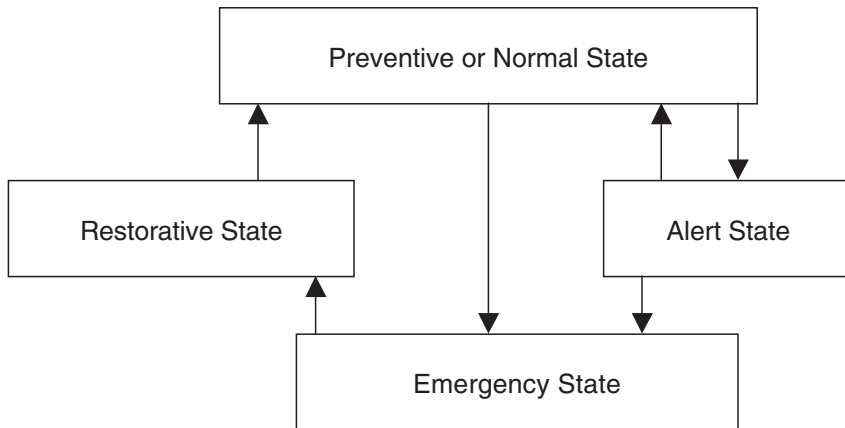 Preventive or Normal State
Restorative State
Alert State
Emergency State